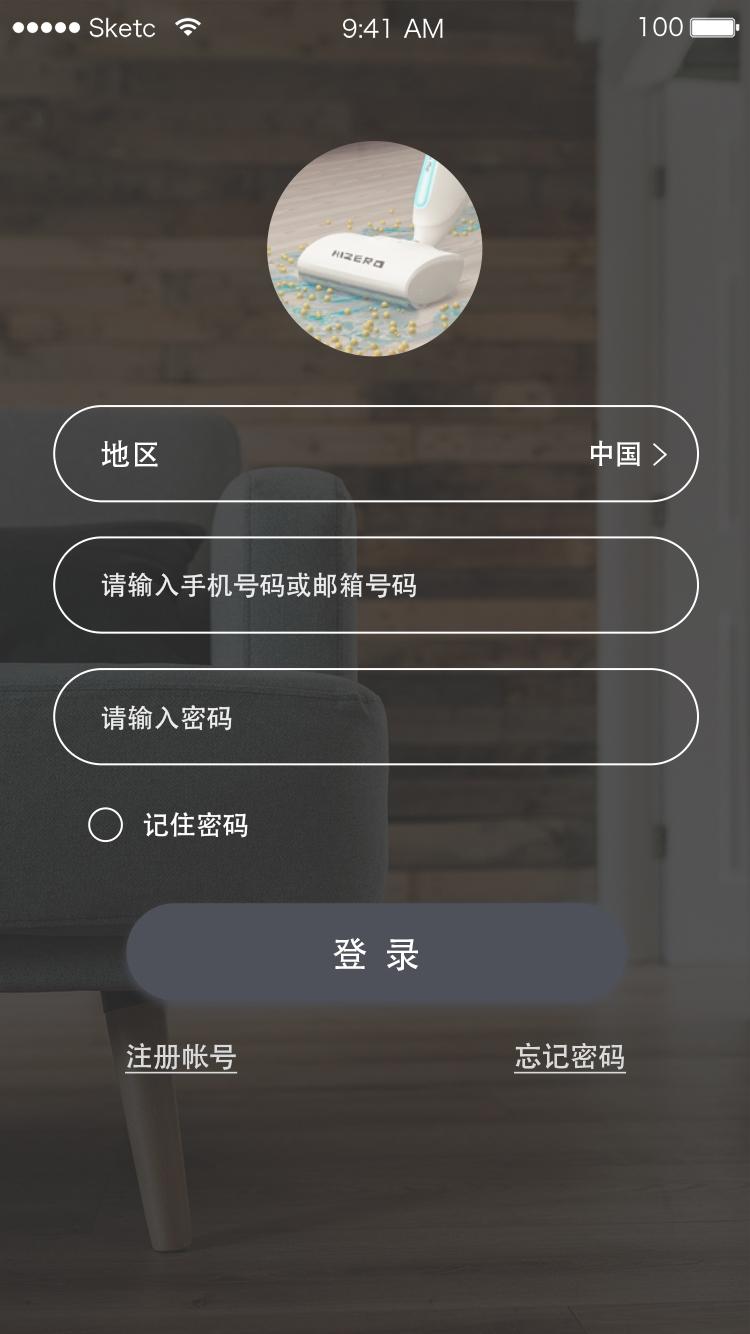 Sketc 9:41 AM 100
HIZERO
地区 中国
请输入手机号码或邮箱号码
请输入密码
记住密码
登录
注册帐号 忘记密码